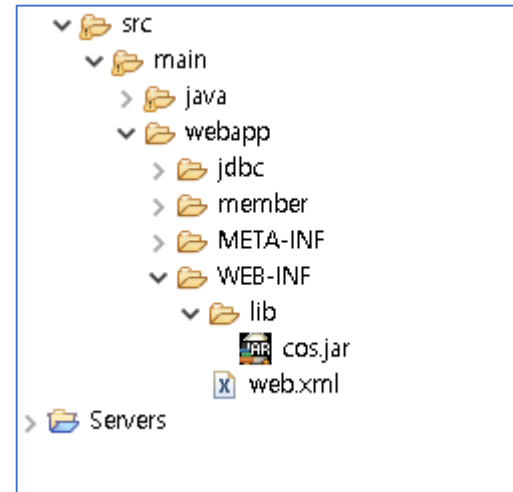 src
main
java
webapp
jdbc
member
META-INF
WEB-INF
lib
cos.jar
web.xml
Servers